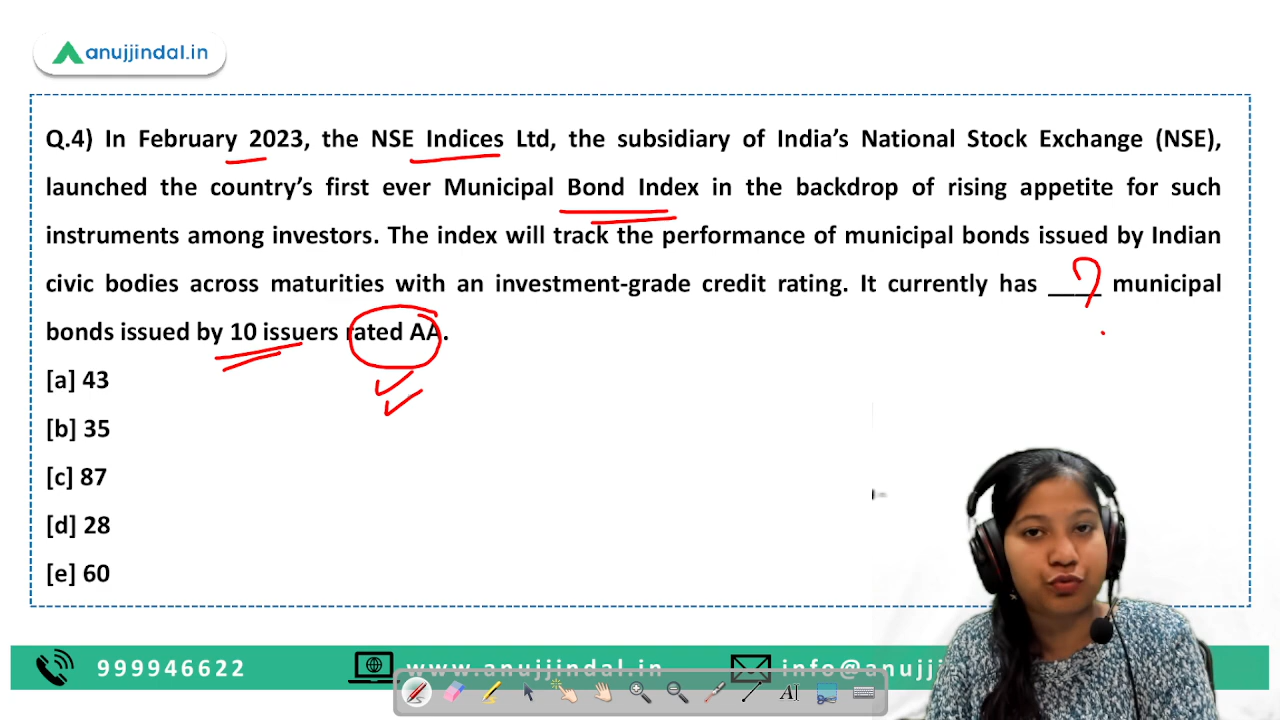 anujjindal.in
Q.4) In February 2023, the NSE Indices Ltd, the subsidiary of India’s National Stock Exchange (NSE),
launched the country’s first ever Municipal Bond Index in the backdrop of rising appetite for such
instruments among investors. The index will track the performance of municipal bonds issued by Indian
civic bodies across maturities with an investment-grade credit rating. It currently has ____ municipal
?
bonds issued by 10 issuers rated AA.
[a] 43
[b] 35
[c] 87
[d] 28
[e] 60
999946622 www.anujjindal.in info@anujji